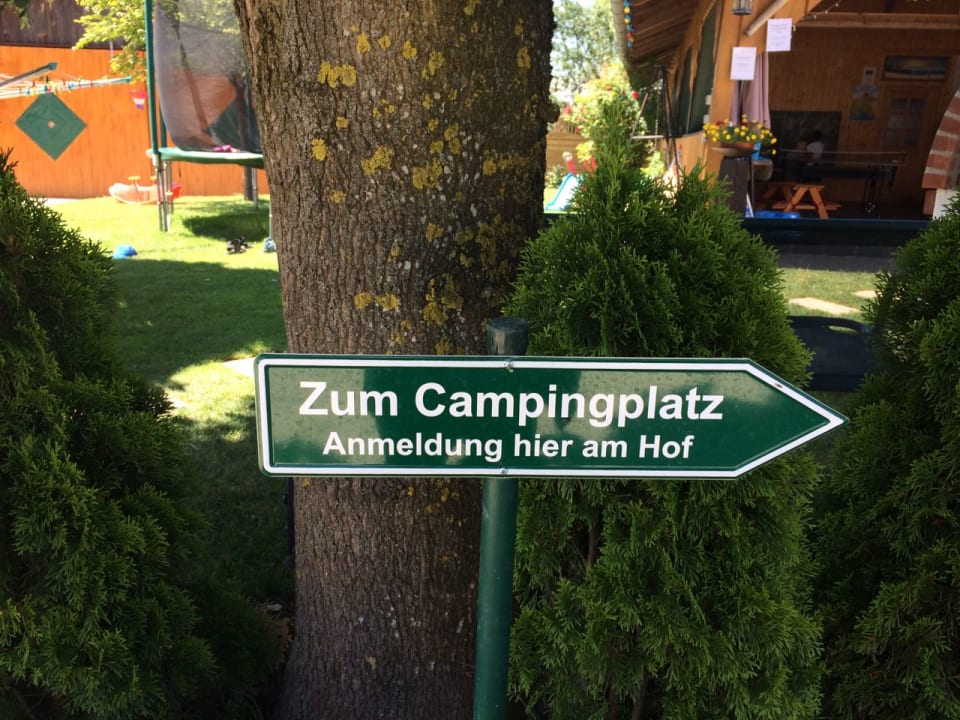 Zum Campingplatz
Anmeldung hier am Hof